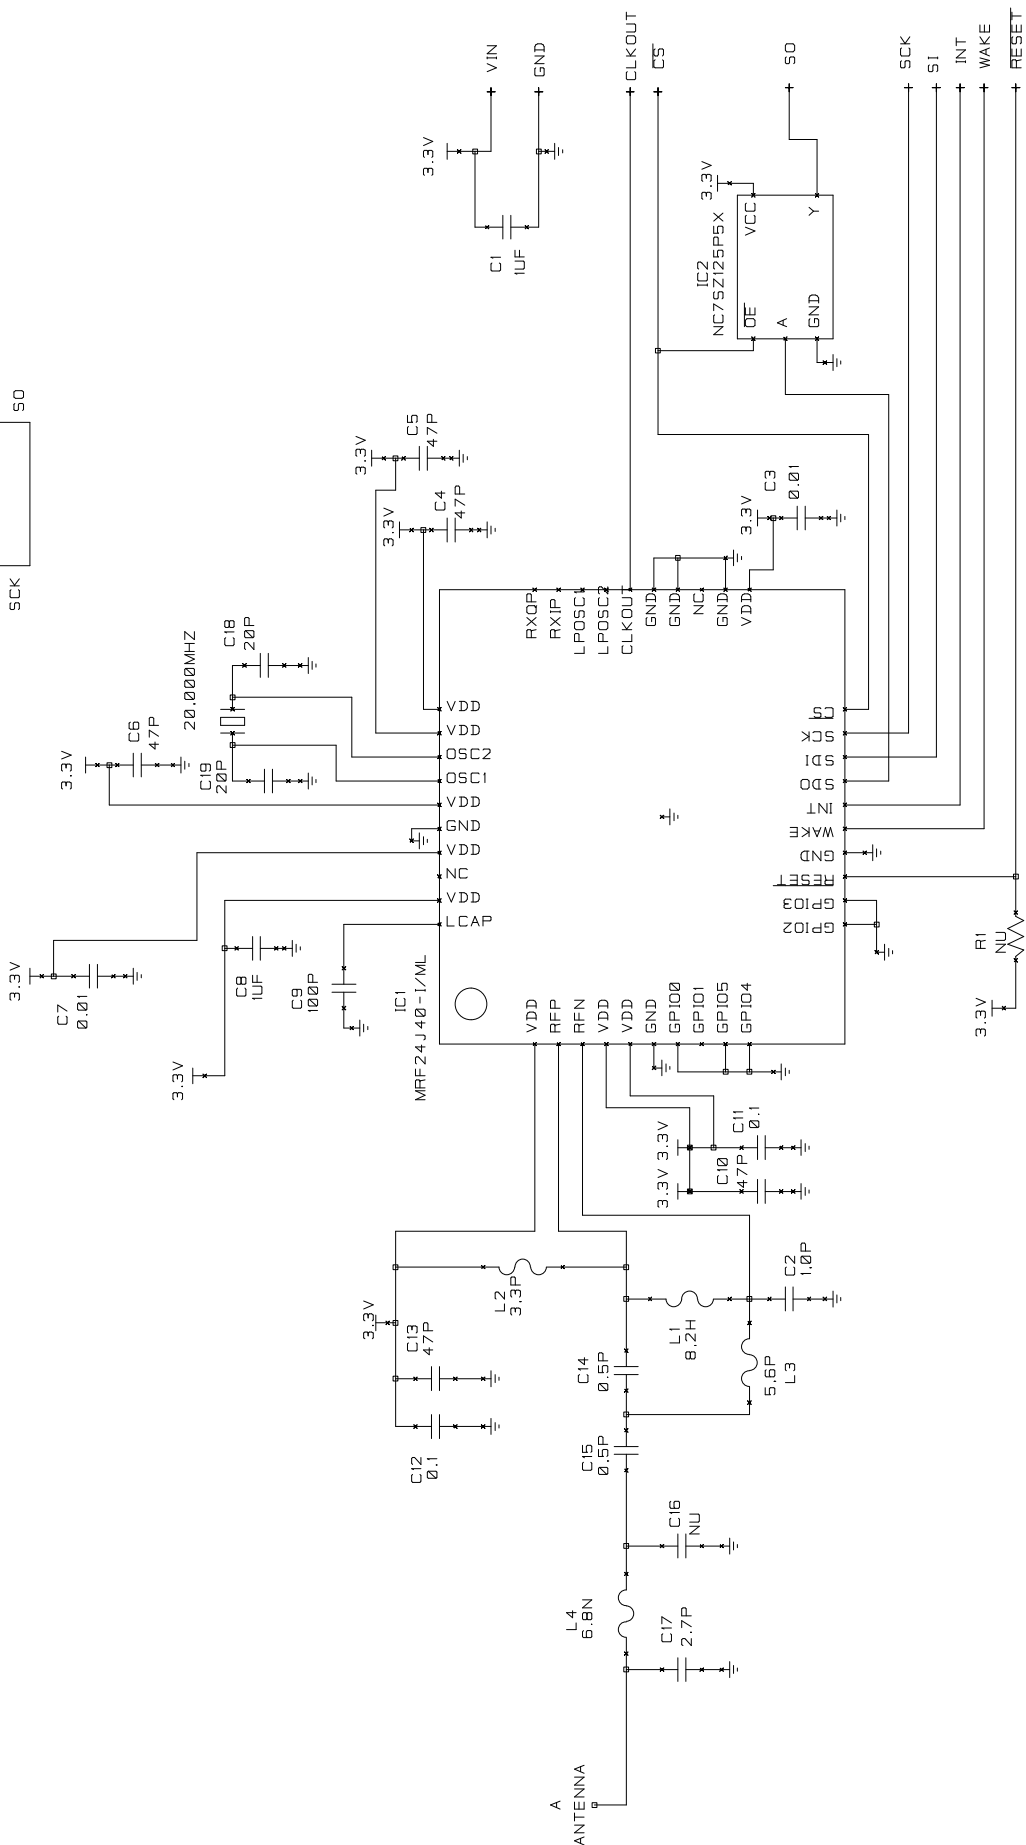 SCK
SO
3.3V
VIN
GND
C1
1UF
CLKOUT
CS
SO
SCK
SI
INT
WAKE
RESET
3.3V
IC2
NC7SZ125P5X
VCC
Y
OE
A
GND
3.3V
C5
47P
3.3V
C4
47P
3.3V
C3
0.01
20.000MHZ
C18
20P
C19
20P
3.3V
C6
47P
3.3V
C7
0.01
3.3V
C8
1UF
C9
100P
IC1
MRF24J40-I/ML
RXQP
RXIP
LPOSC1
LPOSC2
CLKOUT
GND
GND
NC
GND
VDD
VDD
VDD
OSC2
OSC1
VDD
GND
VDD
NC
VDD
LCAP
CS
SCK
SDI
SDO
INT
WAKE
GND
RESET
GPIO3
GPIO2
VDD
RFP
RFN
VDD
VDD
GND
GPIO0
GPIO1
GPIO5
GPIO4
R1
NU
3.3V
3.3V
3.3V
C11
0.1
C10
47P
3.3V
L2
3.3P
C13
47P
C12
0.1
L1
8.2H
C2
1.0P
C14
0.5P
5.6P
L3
C15
0.5P
C16
NU
L4
6.8N
C17
2.7P
A
ANTENNA